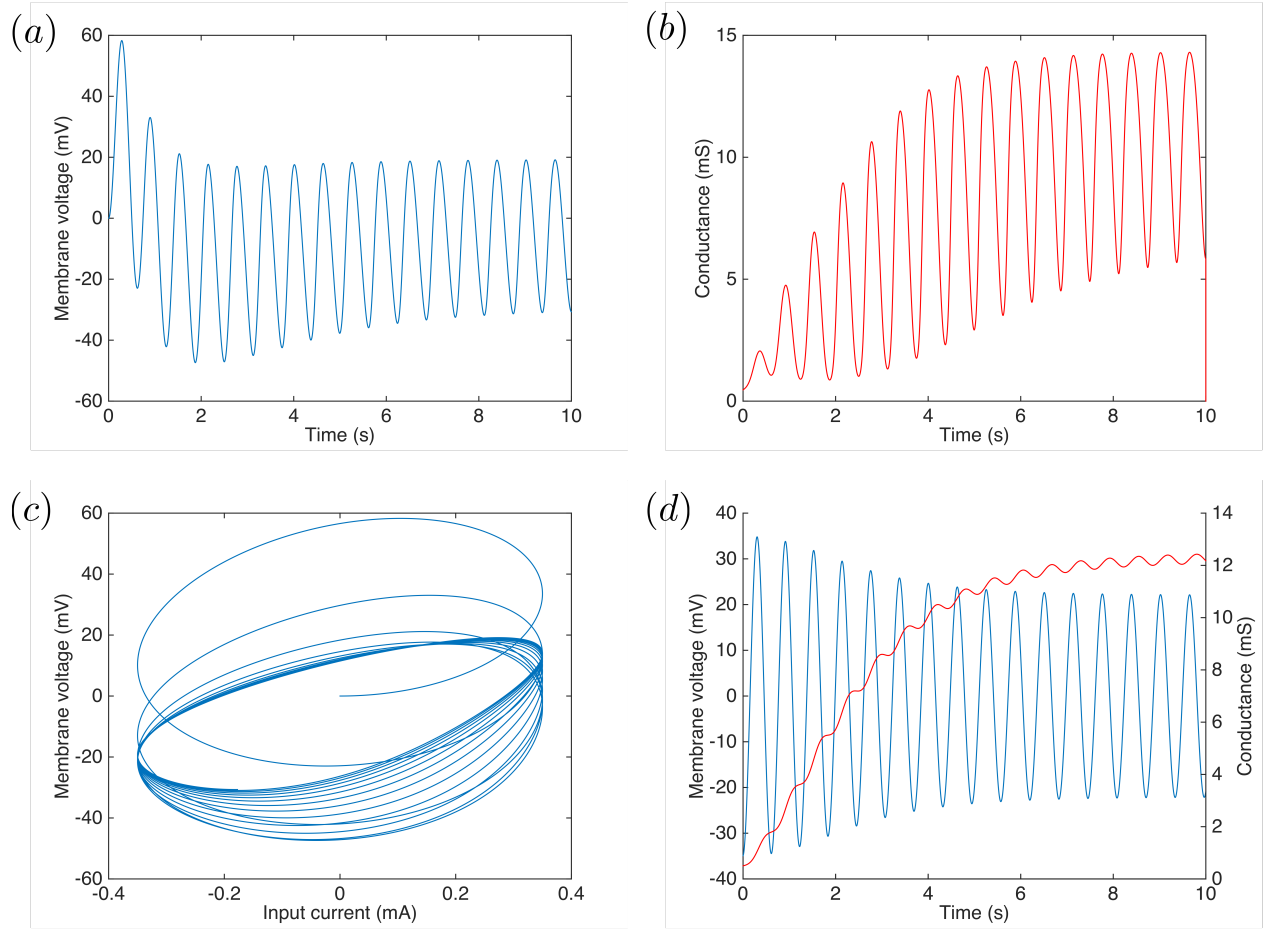 (a)
60
40
20
0
-20
-40
-60
Membrane voltage (mV)
0 2 4 6 8 10
Time (s)
(b)
15
10
5
0
Conductance (mS)
0 2 4 6 8 10
Time (s)
(c)
60
40
20
0
-20
-40
-60
Membrane voltage (mV)
-0.4 -0.2 0 0.2 0.4
Input current (mA)
(d)
40
30
20
10
0
-10
-20
-30
-40
Membrane voltage (mV)
14
12
10
8
6
4
2
0
Conductance (mS)
0 2 4 6 8 10
Time (s)